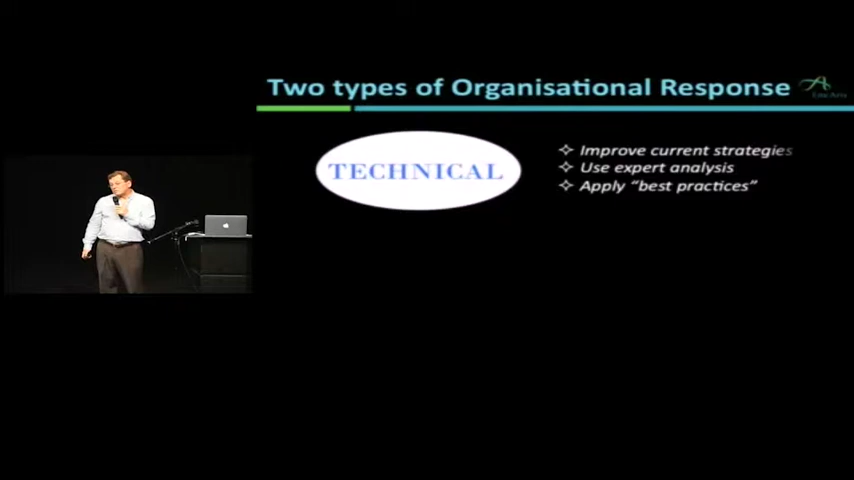 Two types of Organisational Response
TECHNICAL
✧ Improve current strategies
✧ Use expert analysis
✧ Apply “best practices”